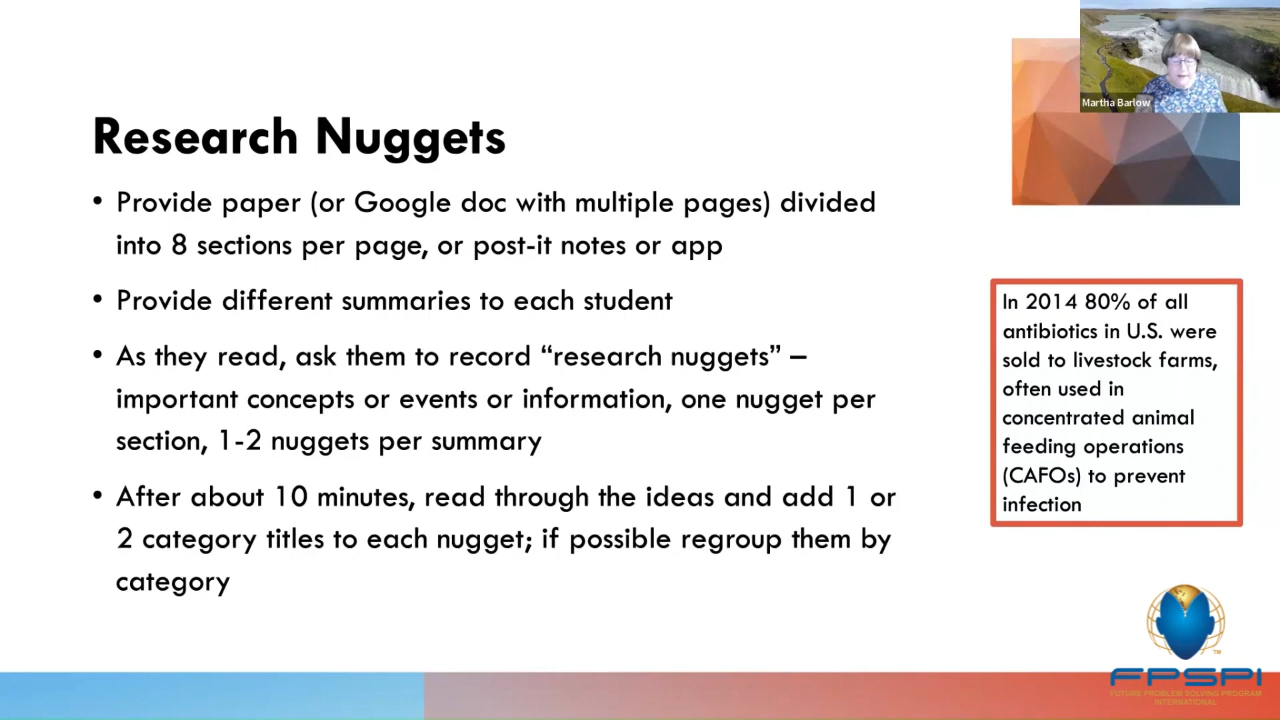 Martha Barlow
Research Nuggets
• Provide paper (or Google doc with multiple pages) divided
into 8 sections per page, or post-it notes or app
• Provide different summaries to each student
• As they read, ask them to record “research nuggets” –
important concepts or events or information, one nugget per
section, 1-2 nuggets per summary
• After about 10 minutes, read through the ideas and add 1 or
2 category titles to each nugget; if possible regroup them by
category
In 2014 80% of all
antibiotics in U.S. were
sold to livestock farms,
often used in
concentrated animal
feeding operations
(CAFOs) to prevent
infection
TM
FPSPI
FUTURE PROBLEM SOLVING PROGRAM
INTERNATIONAL